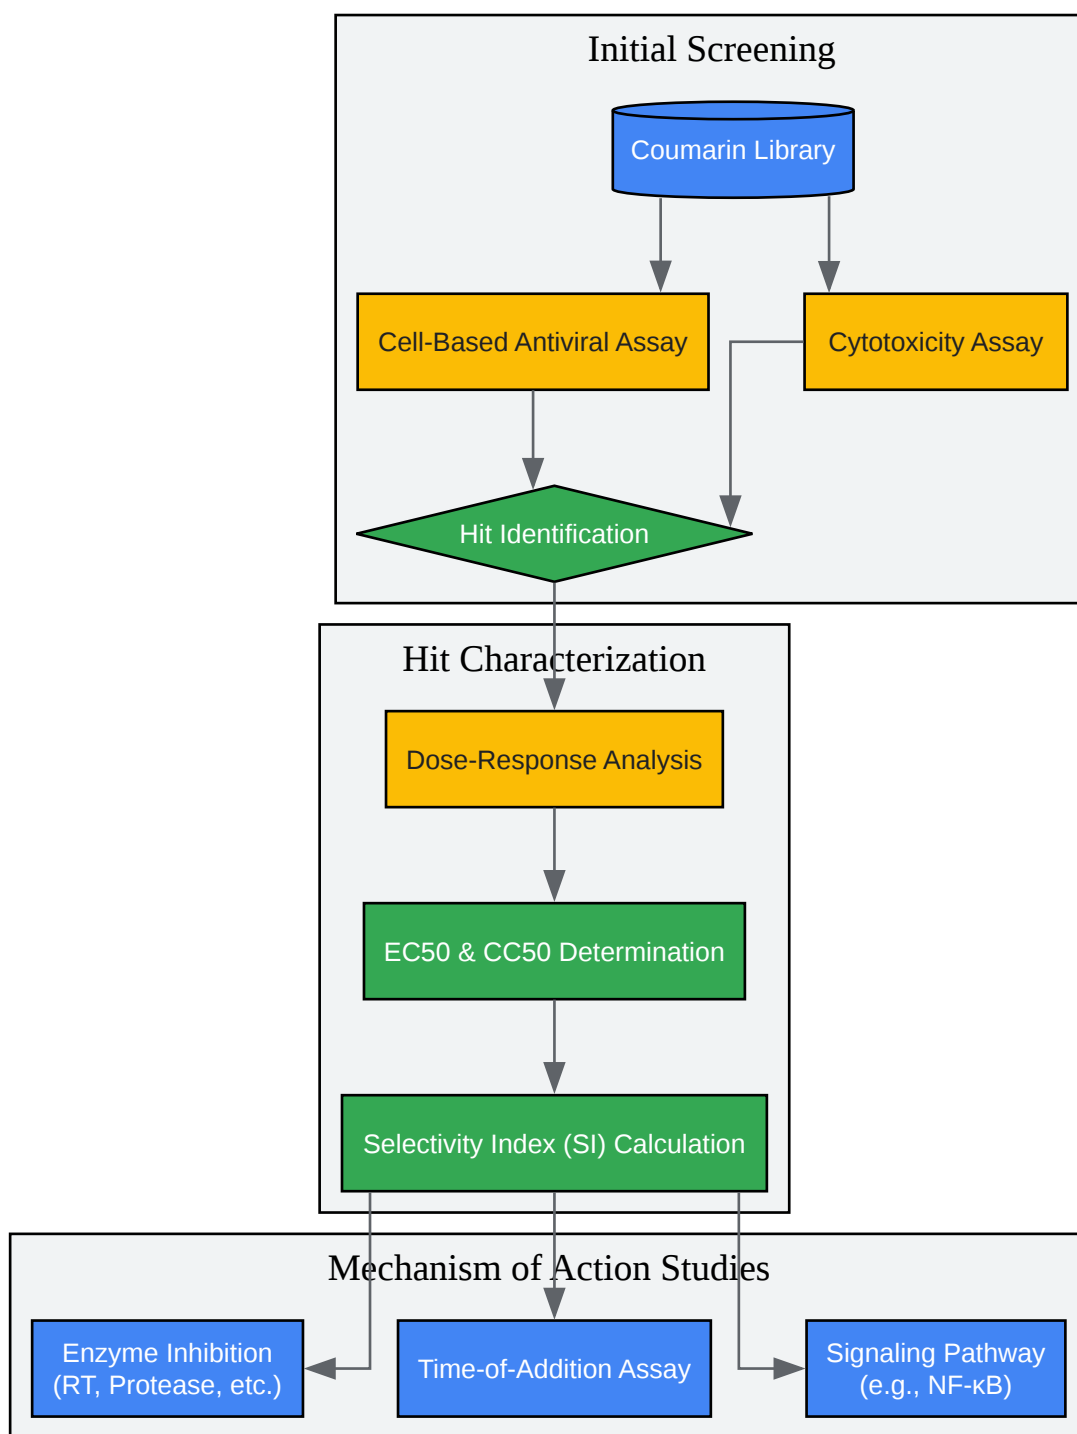 Initial Screening
Coumarin Library
Cell-Based Antiviral Assay
Cytotoxicity Assay
Hit Identification
Hit Characterization
Dose-Response Analysis
EC50 & CC50 Determination
Selectivity Index (SI) Calculation
Mechanism of Action Studies
Enzyme Inhibition
(RT, Protease, etc.)
Time-of-Addition Assay
Signaling Pathway
(e.g., NF-κB)